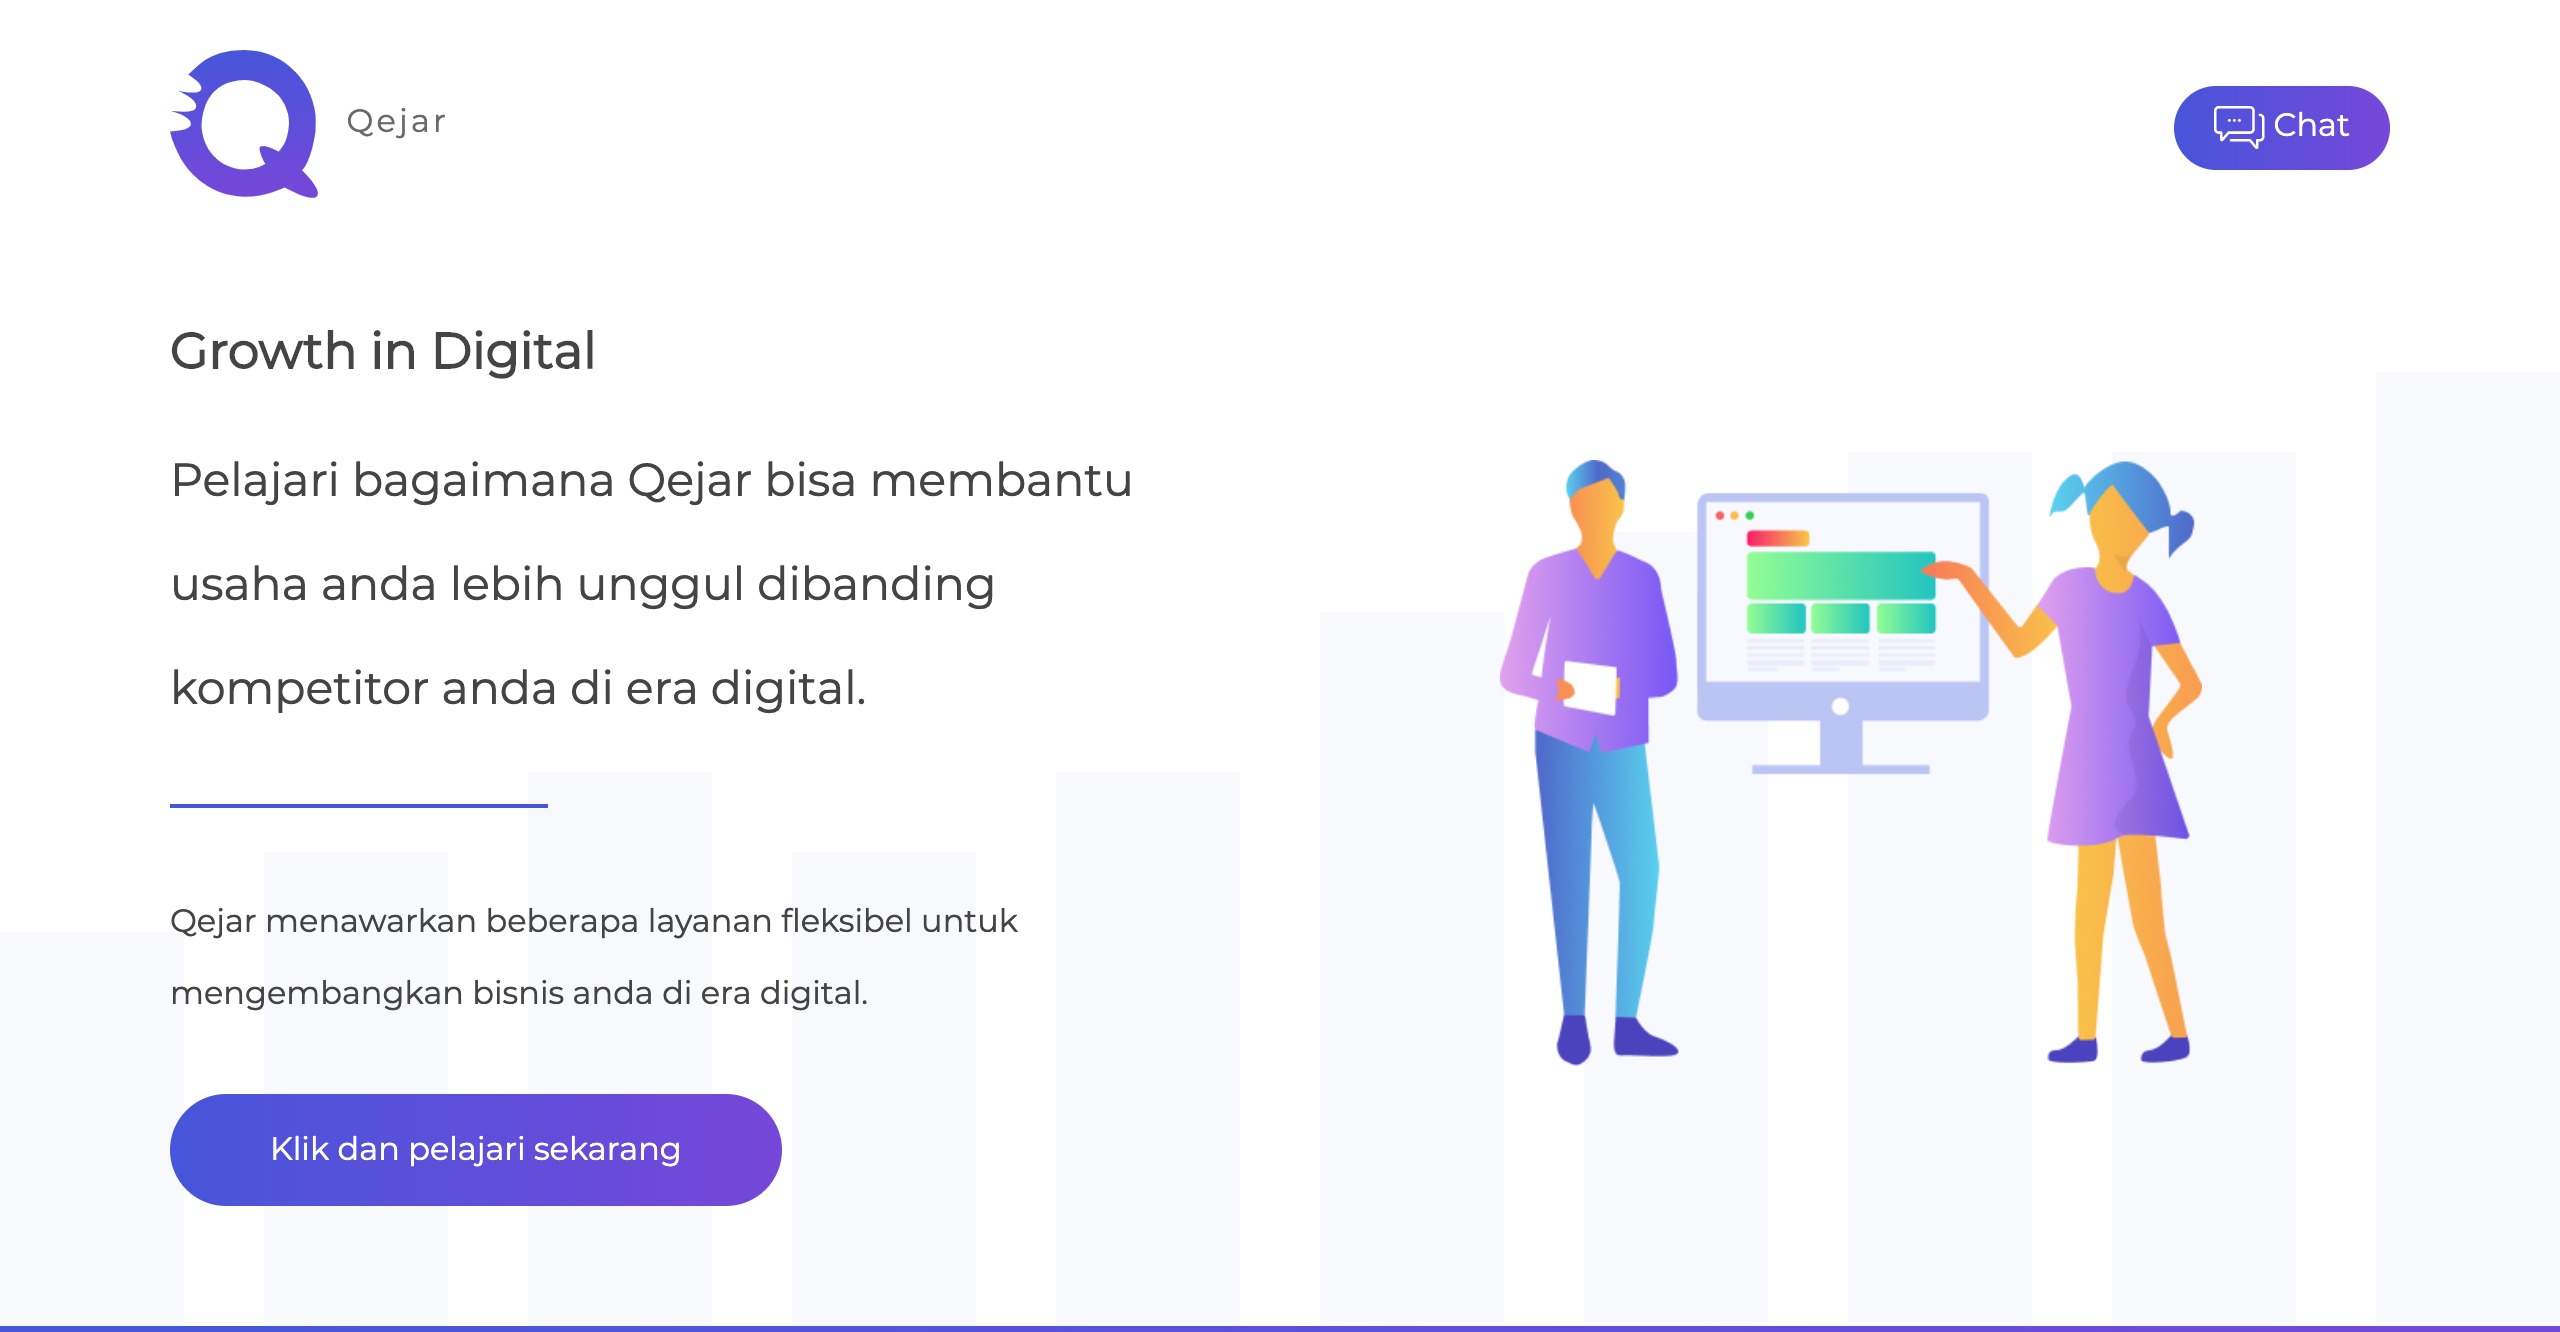 Qejar
Chat
Growth in Digital
Pelajari bagaimana Qejar bisa membantu
usaha anda lebih unggul dibanding
kompetitor anda di era digital.
Qejar menawarkan beberapa layanan fleksibel untuk
mengembangkan bisnis anda di era digital.
Klik dan pelajari sekarang